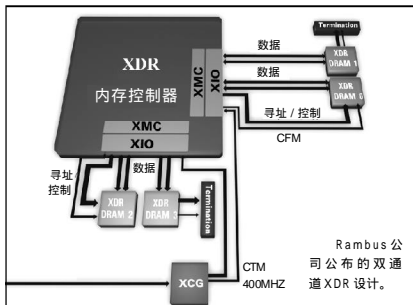 XDR
内存控制器
XMC
XIO
XMC
XIO
数据
数据
寻址/控制
CFM
Termination
XDR
DRAM 1
XDR
寻址/
控制
数据
XDR
DRAM 2
XDR
DRAM 3
Termination
XCG
CTM
400MHZ
Rambus公
司公布的双通
道XDR设计。